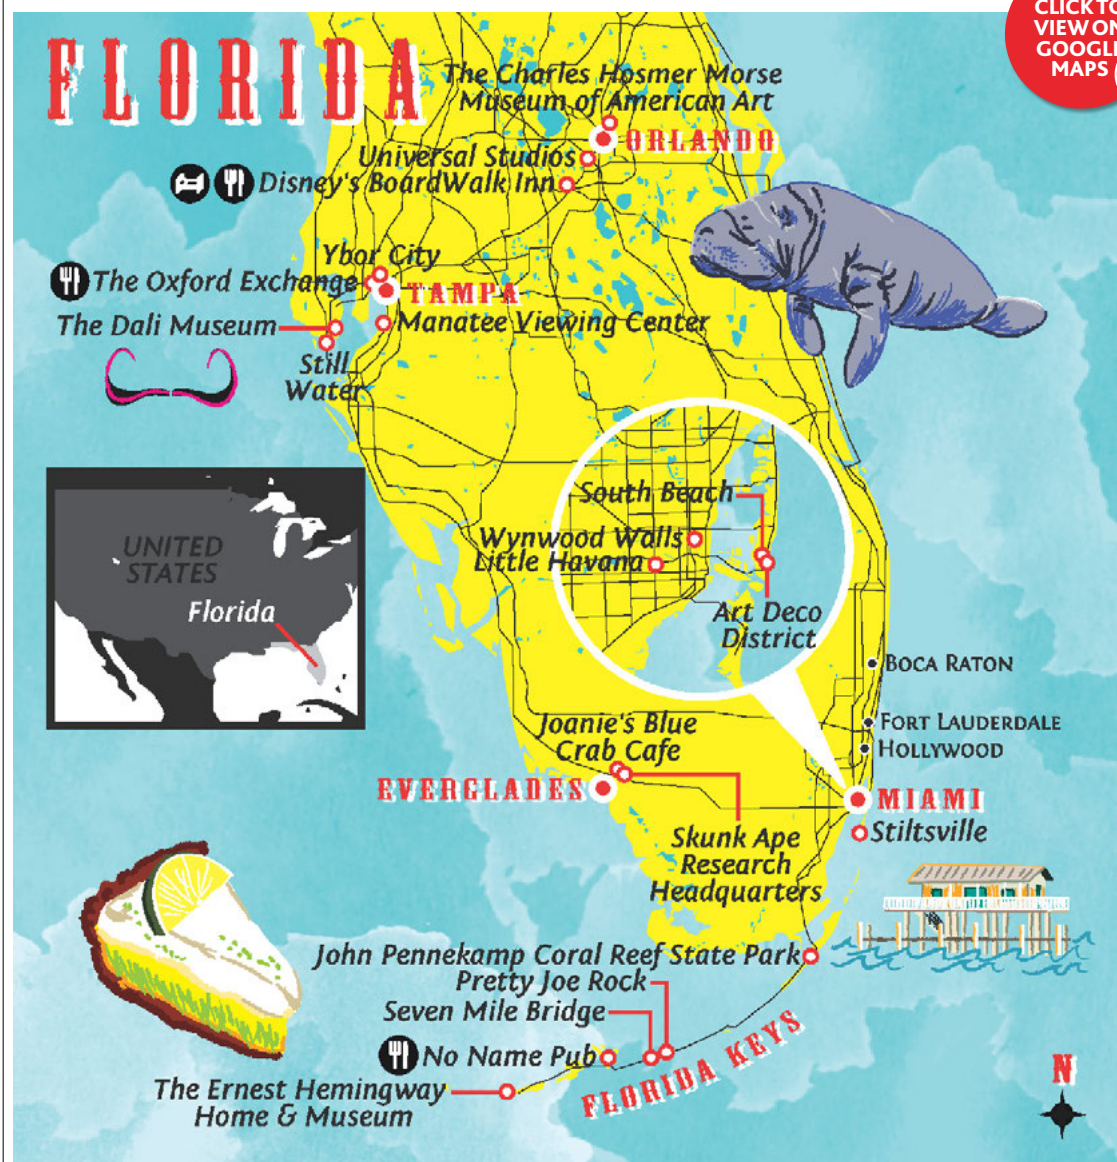 CLICK TO
VIEW ON
GOOGLE
MAPS
FLORIDA
The Charles Hosmer Morse
Museum of American Art
ORLANDO
Universal Studios
Disney's BoardWalk Inn
Ybor City
The Oxford Exchange
TAMPA
The Dali Museum
Manatee Viewing Center
Still
Water
South Beach
Wynwood Walls
Little Havana
Art Deco
District
UNITED
STATES
Florida
BOCA RATON
FORT LAUDERDALE
HOLLYWOOD
Joanie's Blue
Crab Cafe
EVERGLADES
MIAMI
Stiltsville
Skunk Ape
Research
Headquarters
John Pennekamp Coral Reef State Park
Pretty Joe Rock
Seven Mile Bridge
No Name Pub
FLORIDA KEYS
The Ernest Hemingway
Home & Museum
N